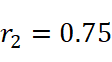 r₂ = 0.75